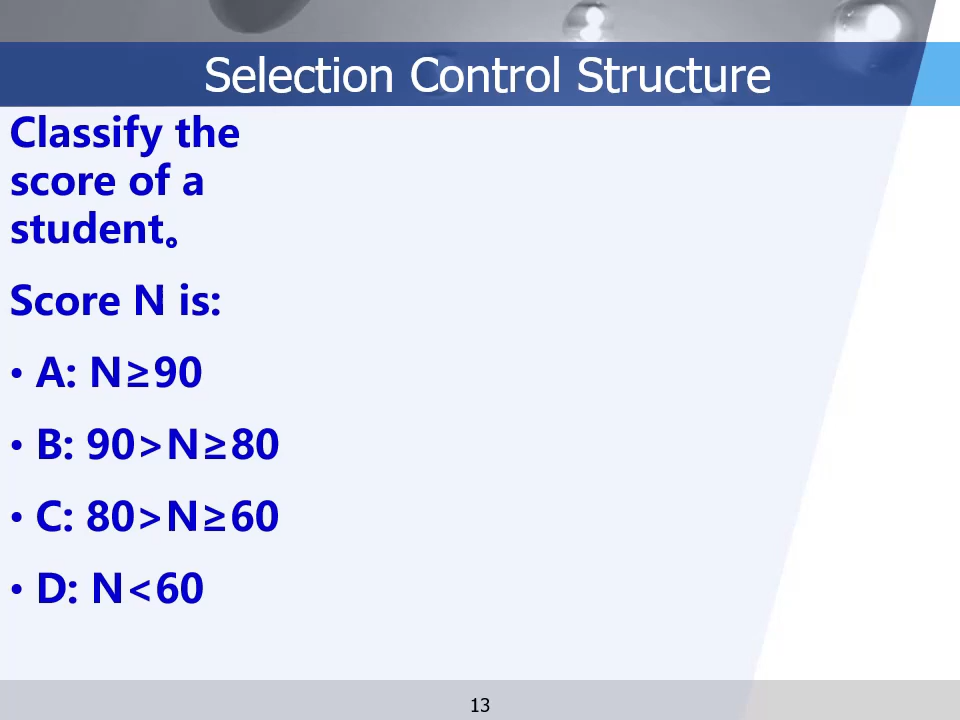 Selection Control Structure
Classify the
score of a
student。
Score N is:
• A: N≥90
• B: 90>N≥80
• C: 80>N≥60
• D: N<60
13